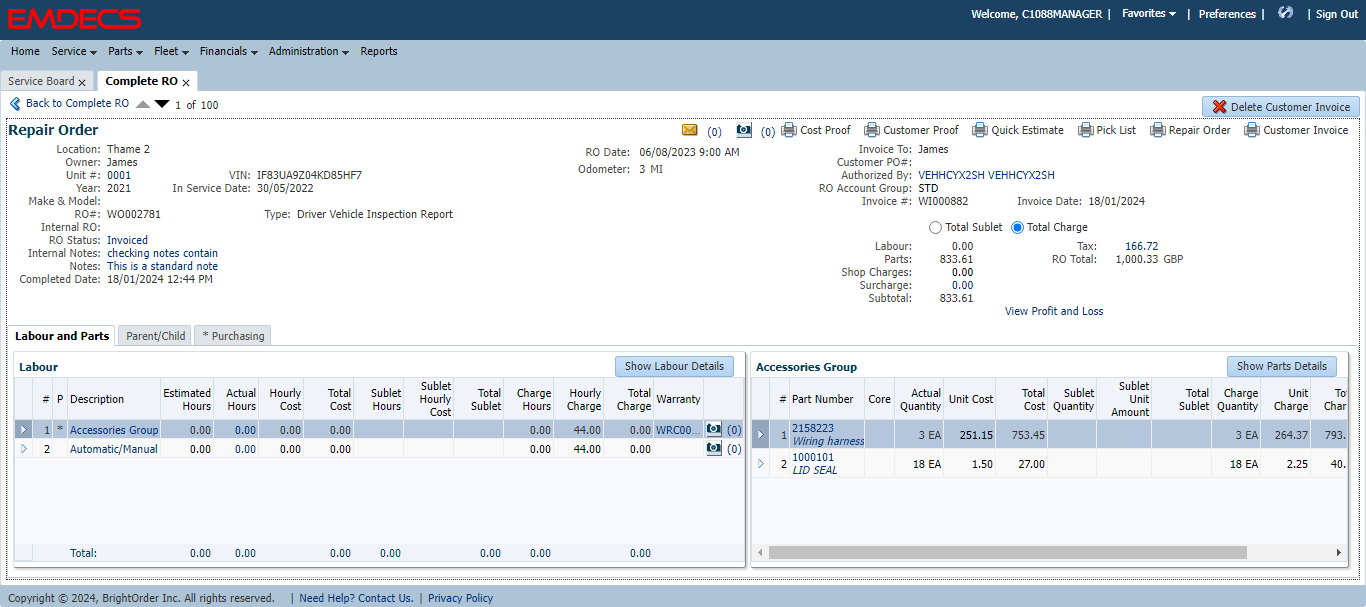 EMDECS
Welcome, C1088MANAGER | Favorites | Preferences | | Sign Out
Home Service Parts Fleet Financials Administration Reports
Service Board x Complete RO x
Back to Complete RO 1 of 100 Delete Customer Invoice
Repair Order (0) (0) Cost Proof Customer Proof Quick Estimate Pick List Repair Order Customer Invoice
Location: Thame 2 RO Date: 06/08/2023 9:00 AM Invoice To: James
Owner: James Odometer: 3 MI Customer PO#:
Unit #: 0001 VIN: IF83UA9Z04KD85HF7 Authorized By: VEHHCYX2SH VEHHCYX2SH
Year: 2021 In Service Date: 30/05/2022 RO Account Group: STD
Make & Model: Invoice #: WI000882 Invoice Date: 18/01/2024
RO#: WO002781 Type: Driver Vehicle Inspection Report
Internal RO: Total Sublet Total Charge
RO Status: Invoiced Labour: 0.00 Tax: 166.72
Internal Notes: checking notes contain Parts: 833.61 RO Total: 1,000.33 GBP
Notes: This is a standard note Shop Charges: 0.00
Completed Date: 18/01/2024 12:44 PM Surcharge: 0.00
Subtotal: 833.61
View Profit and Loss
Labour and Parts Parent/Child * Purchasing
Labour Show Labour Details
# P Description Estimated Hours Actual Hours Hourly Cost Total Cost Sublet Hours Sublet Hourly Cost Total Sublet Charge Hours Hourly Charge Total Charge Warranty
1 * Accessories Group 0.00 0.00 0.00 0.00 0.00 44.00 0.00 WRC00... (0)
2 Automatic/Manual 0.00 0.00 0.00 0.00 0.00 44.00 0.00 (0)
Total: 0.00 0.00 0.00 0.00 0.00 0.00 0.00
Accessories Group Show Parts Details
# Part Number Core Actual Quantity Unit Cost Total Cost Sublet Quantity Sublet Unit Amount Total Sublet Charge Quantity Unit Charge Tot Char
1 2158223 3 EA 251.15 753.45 3 EA 264.37 793.
Wiring harness
2 1000101 18 EA 1.50 27.00 18 EA 2.25 40.
LID SEAL
Copyright © 2024, BrightOrder Inc. All rights reserved. | Need Help? Contact Us. | Privacy Policy